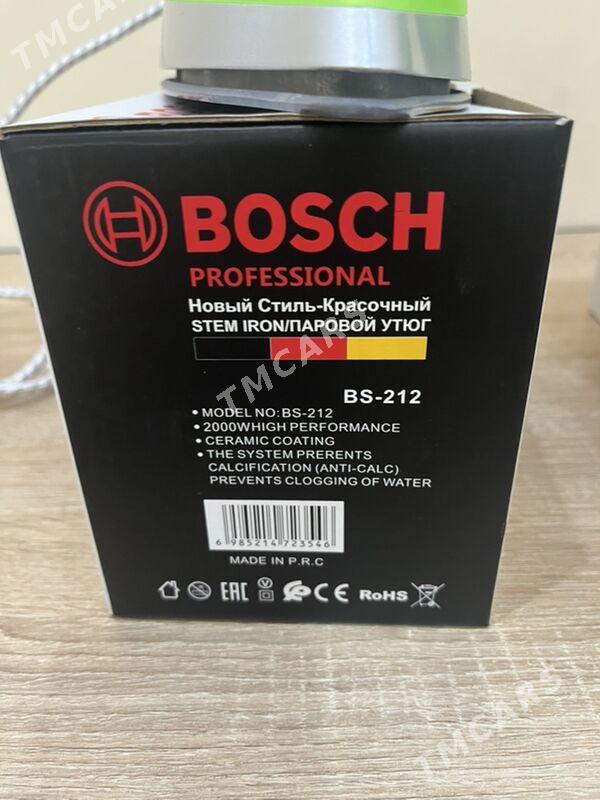 TMCARS
BOSCH
PROFESSIONAL
Новый Стиль-Красочный
STEM IRON/ПАРОВОЙ УТЮГ
TMCARS
BS-212
• MODEL NO: BS-212
• 2000WHIGH PERFORMANCE
• CERAMIC COATING
• THE SYSTEM PRERENTS
CALCIFICATION (ANTI-CALC)
PREVENTS CLOGGING OF WATER
6 985214 723546
MADE IN P.R.C
EAC V CE RoHS
TMCARS